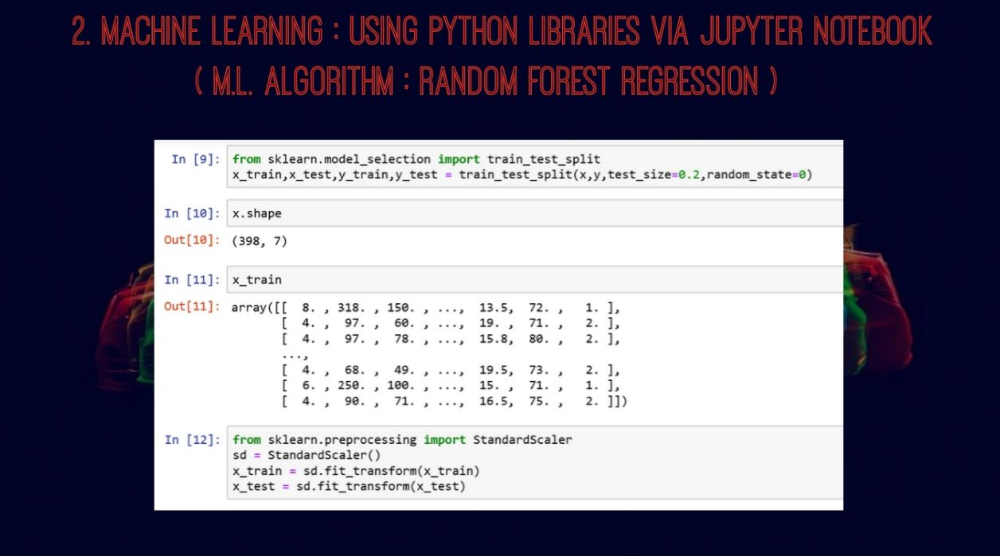 2. MACHINE LEARNING : USING PYTHON LIBRARIES VIA JUPYTER NOTEBOOK
( M.L. ALGORITHM : RANDOM FOREST REGRESSION )
In [9]: from sklearn.model_selection import train_test_split
x_train,x_test,y_train,y_test = train_test_split(x,y,test_size=0.2,random_state=0)
In [10]: x.shape
Out[10]: (398, 7)
In [11]: x_train
Out[11]: array([[ 8. , 318. , 150. , ..., 13.5, 72. , 1. ],
[ 4. , 97. , 60. , ..., 19. , 71. , 2. ],
[ 4. , 97. , 78. , ..., 15.8, 80. , 2. ],
...,
[ 4. , 68. , 49. , ..., 19.5, 73. , 2. ],
[ 6. , 250. , 100. , ..., 15. , 71. , 1. ],
[ 4. , 90. , 71. , ..., 16.5, 75. , 2. ]])
In [12]: from sklearn.preprocessing import StandardScaler
sd = StandardScaler()
x_train = sd.fit_transform(x_train)
x_test = sd.fit_transform(x_test)